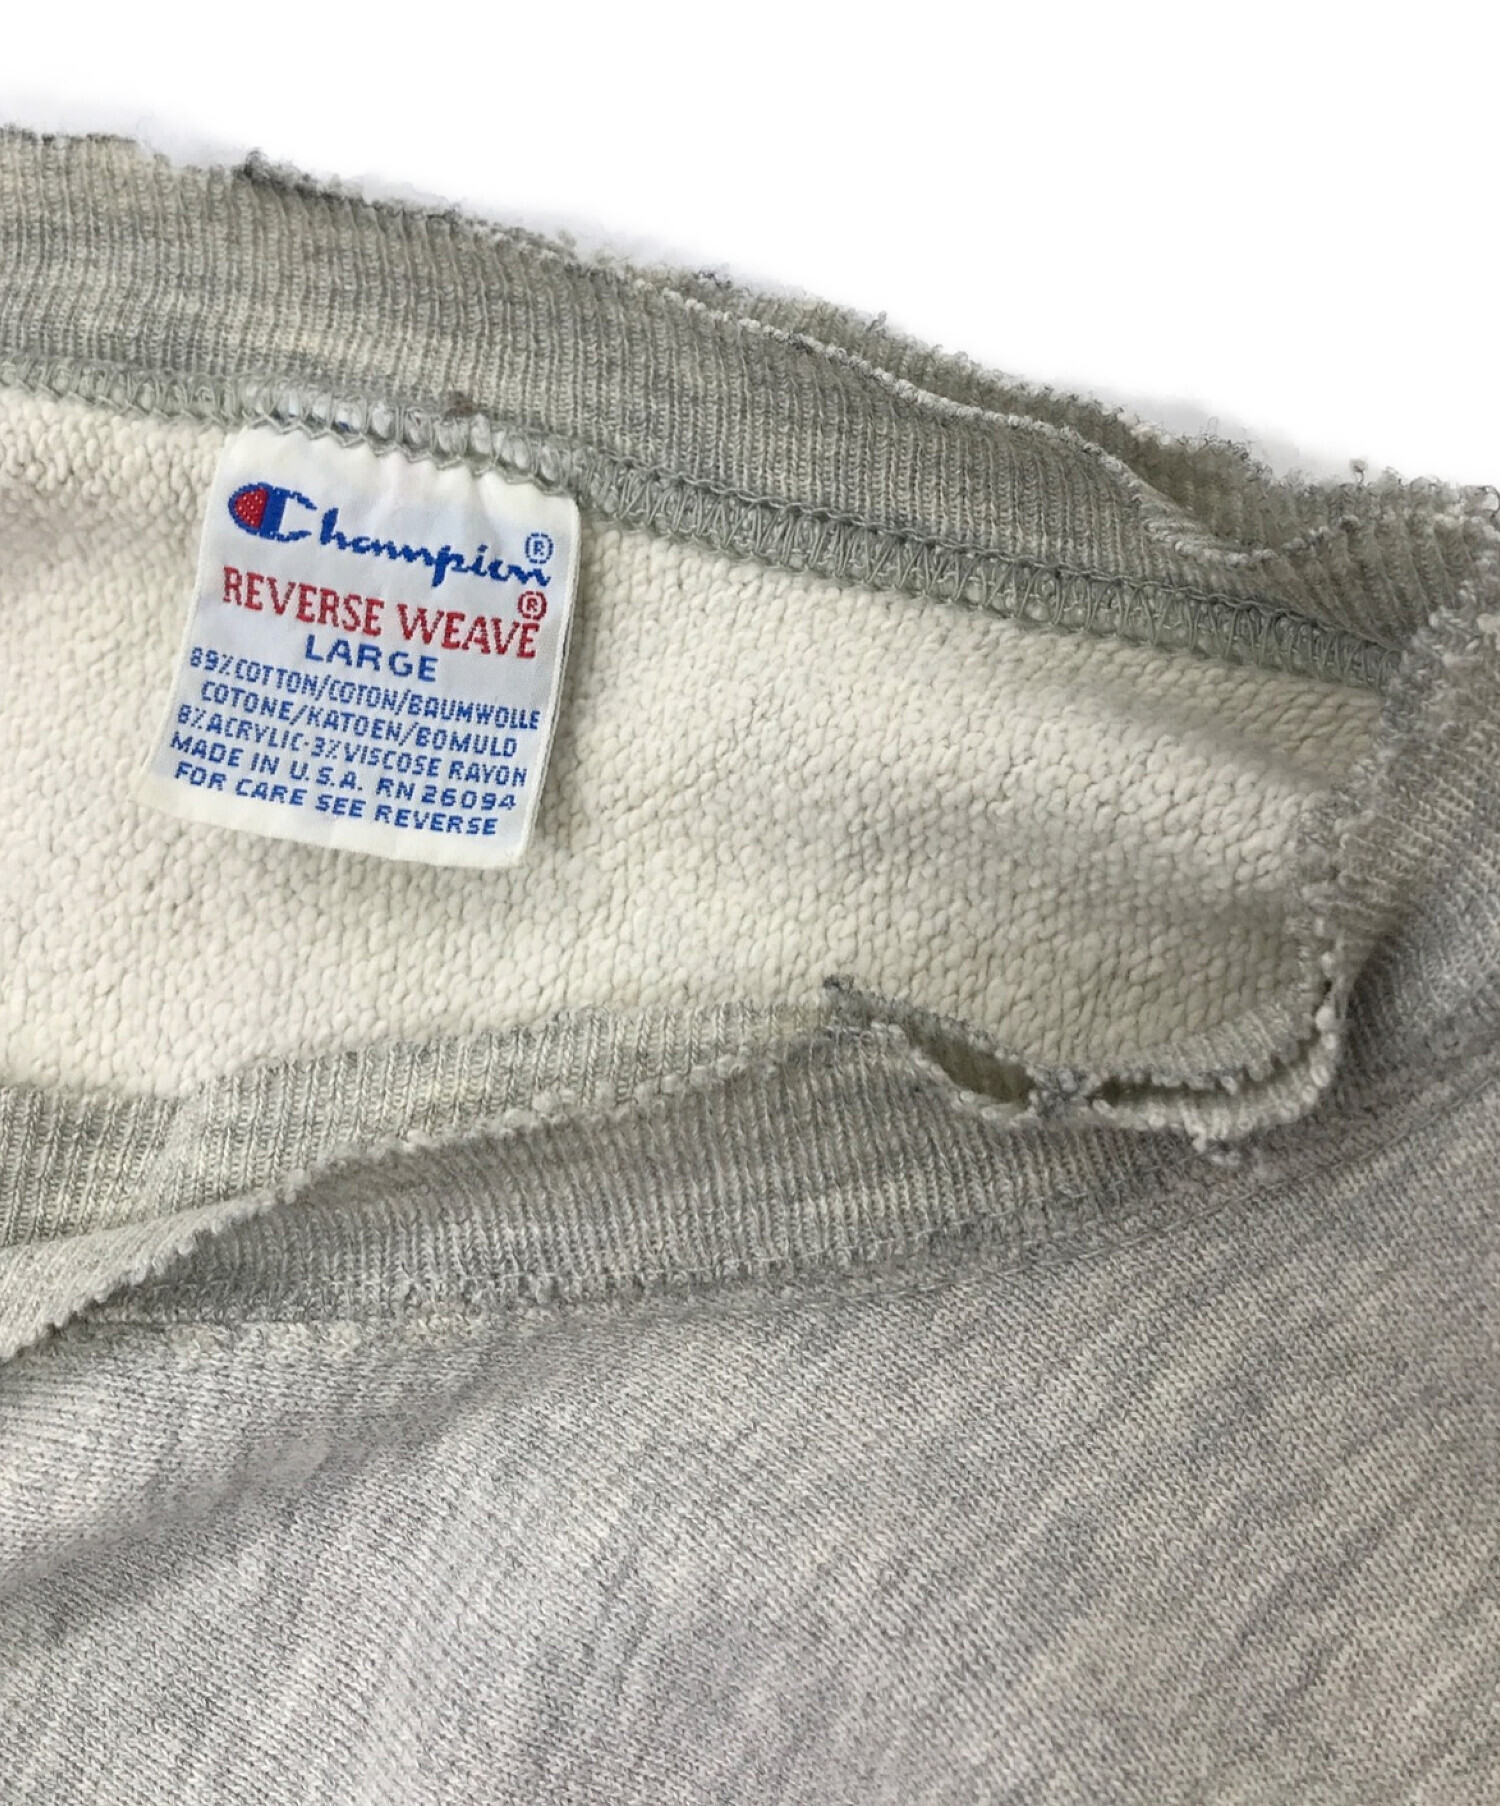 Champion®
REVERSE WEAVE®
LARGE
89%COTTON/COTON/BAUMWOLLE
COTONE/KATOEN/BOMULD
8%ACRYLIC·3%VISCOSE RAYON
MADE IN U.S.A. RN 26094
FOR CARE SEE REVERSE